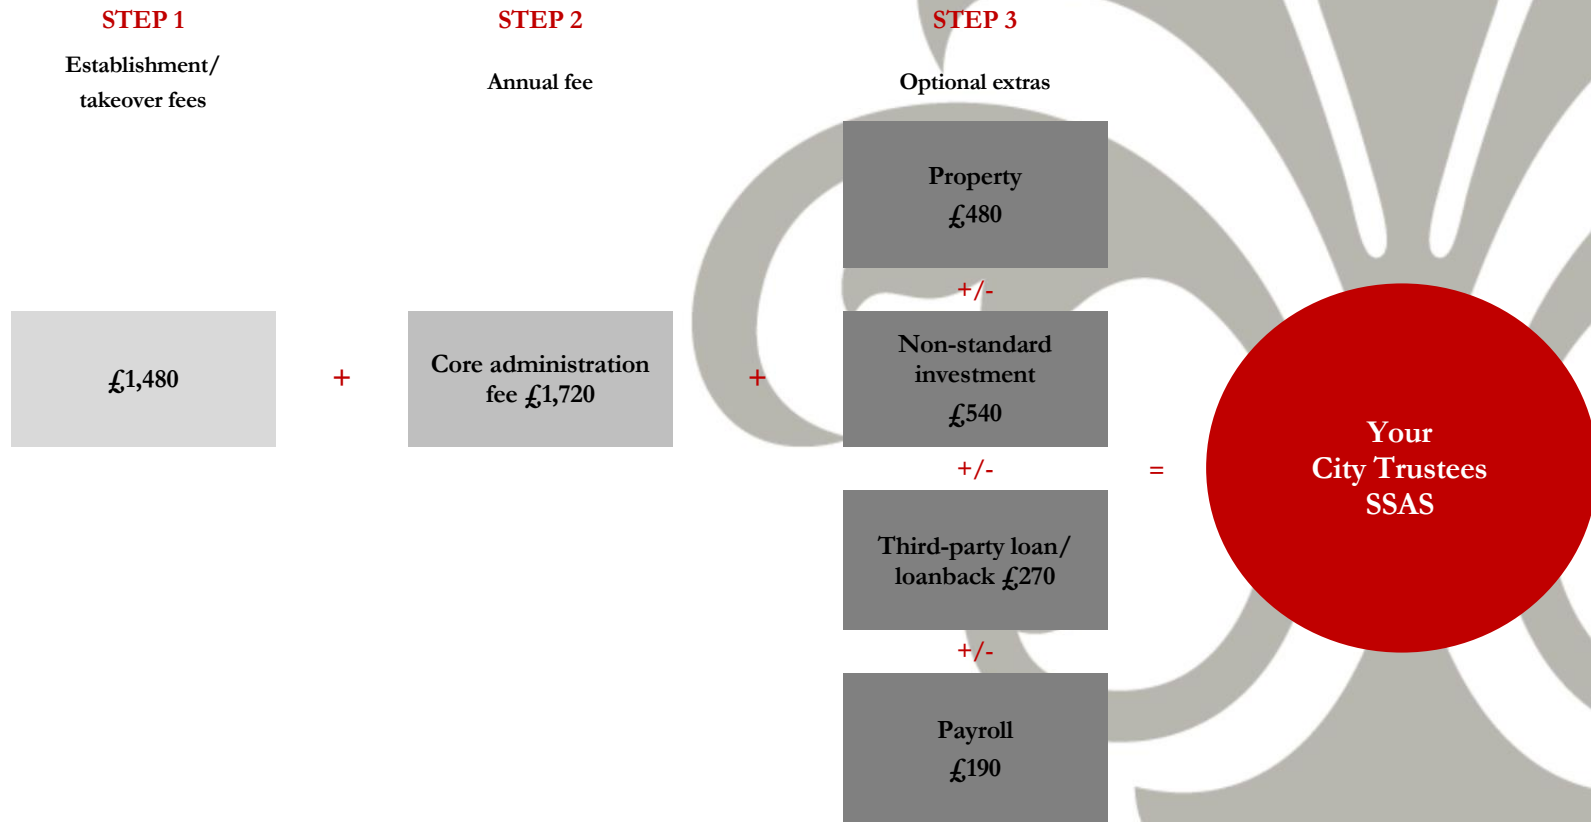 STEP 1
Establishment/
takeover fees
£1,480
+
STEP 2
Annual fee
Core administration
fee £1,720
+
STEP 3
Optional extras
Property
£480
+/-
Non-standard
investment
£540
+/-
Third-party loan/
loanback £270
+/-
Payroll
£190
=
Your
City Trustees
SSAS